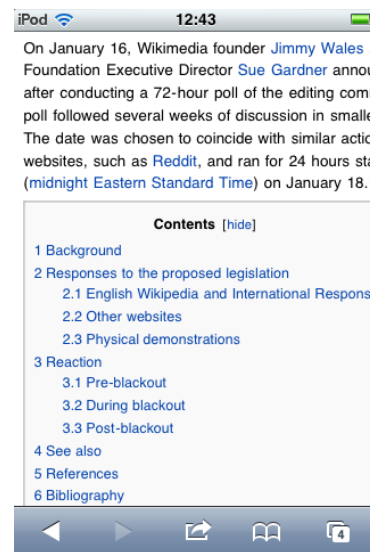 iPod 12:43
On January 16, Wikimedia founder Jimmy Wales
Foundation Executive Director Sue Gardner annou
after conducting a 72-hour poll of the editing com
poll followed several weeks of discussion in smalle
The date was chosen to coincide with similar actio
websites, such as Reddit, and ran for 24 hours sta
(midnight Eastern Standard Time) on January 18.
Contents [hide]
1 Background
2 Responses to the proposed legislation
2.1 English Wikipedia and International Respons
2.2 Other websites
2.3 Physical demonstrations
3 Reaction
3.1 Pre-blackout
3.2 During blackout
3.3 Post-blackout
4 See also
5 References
6 Bibliography
4